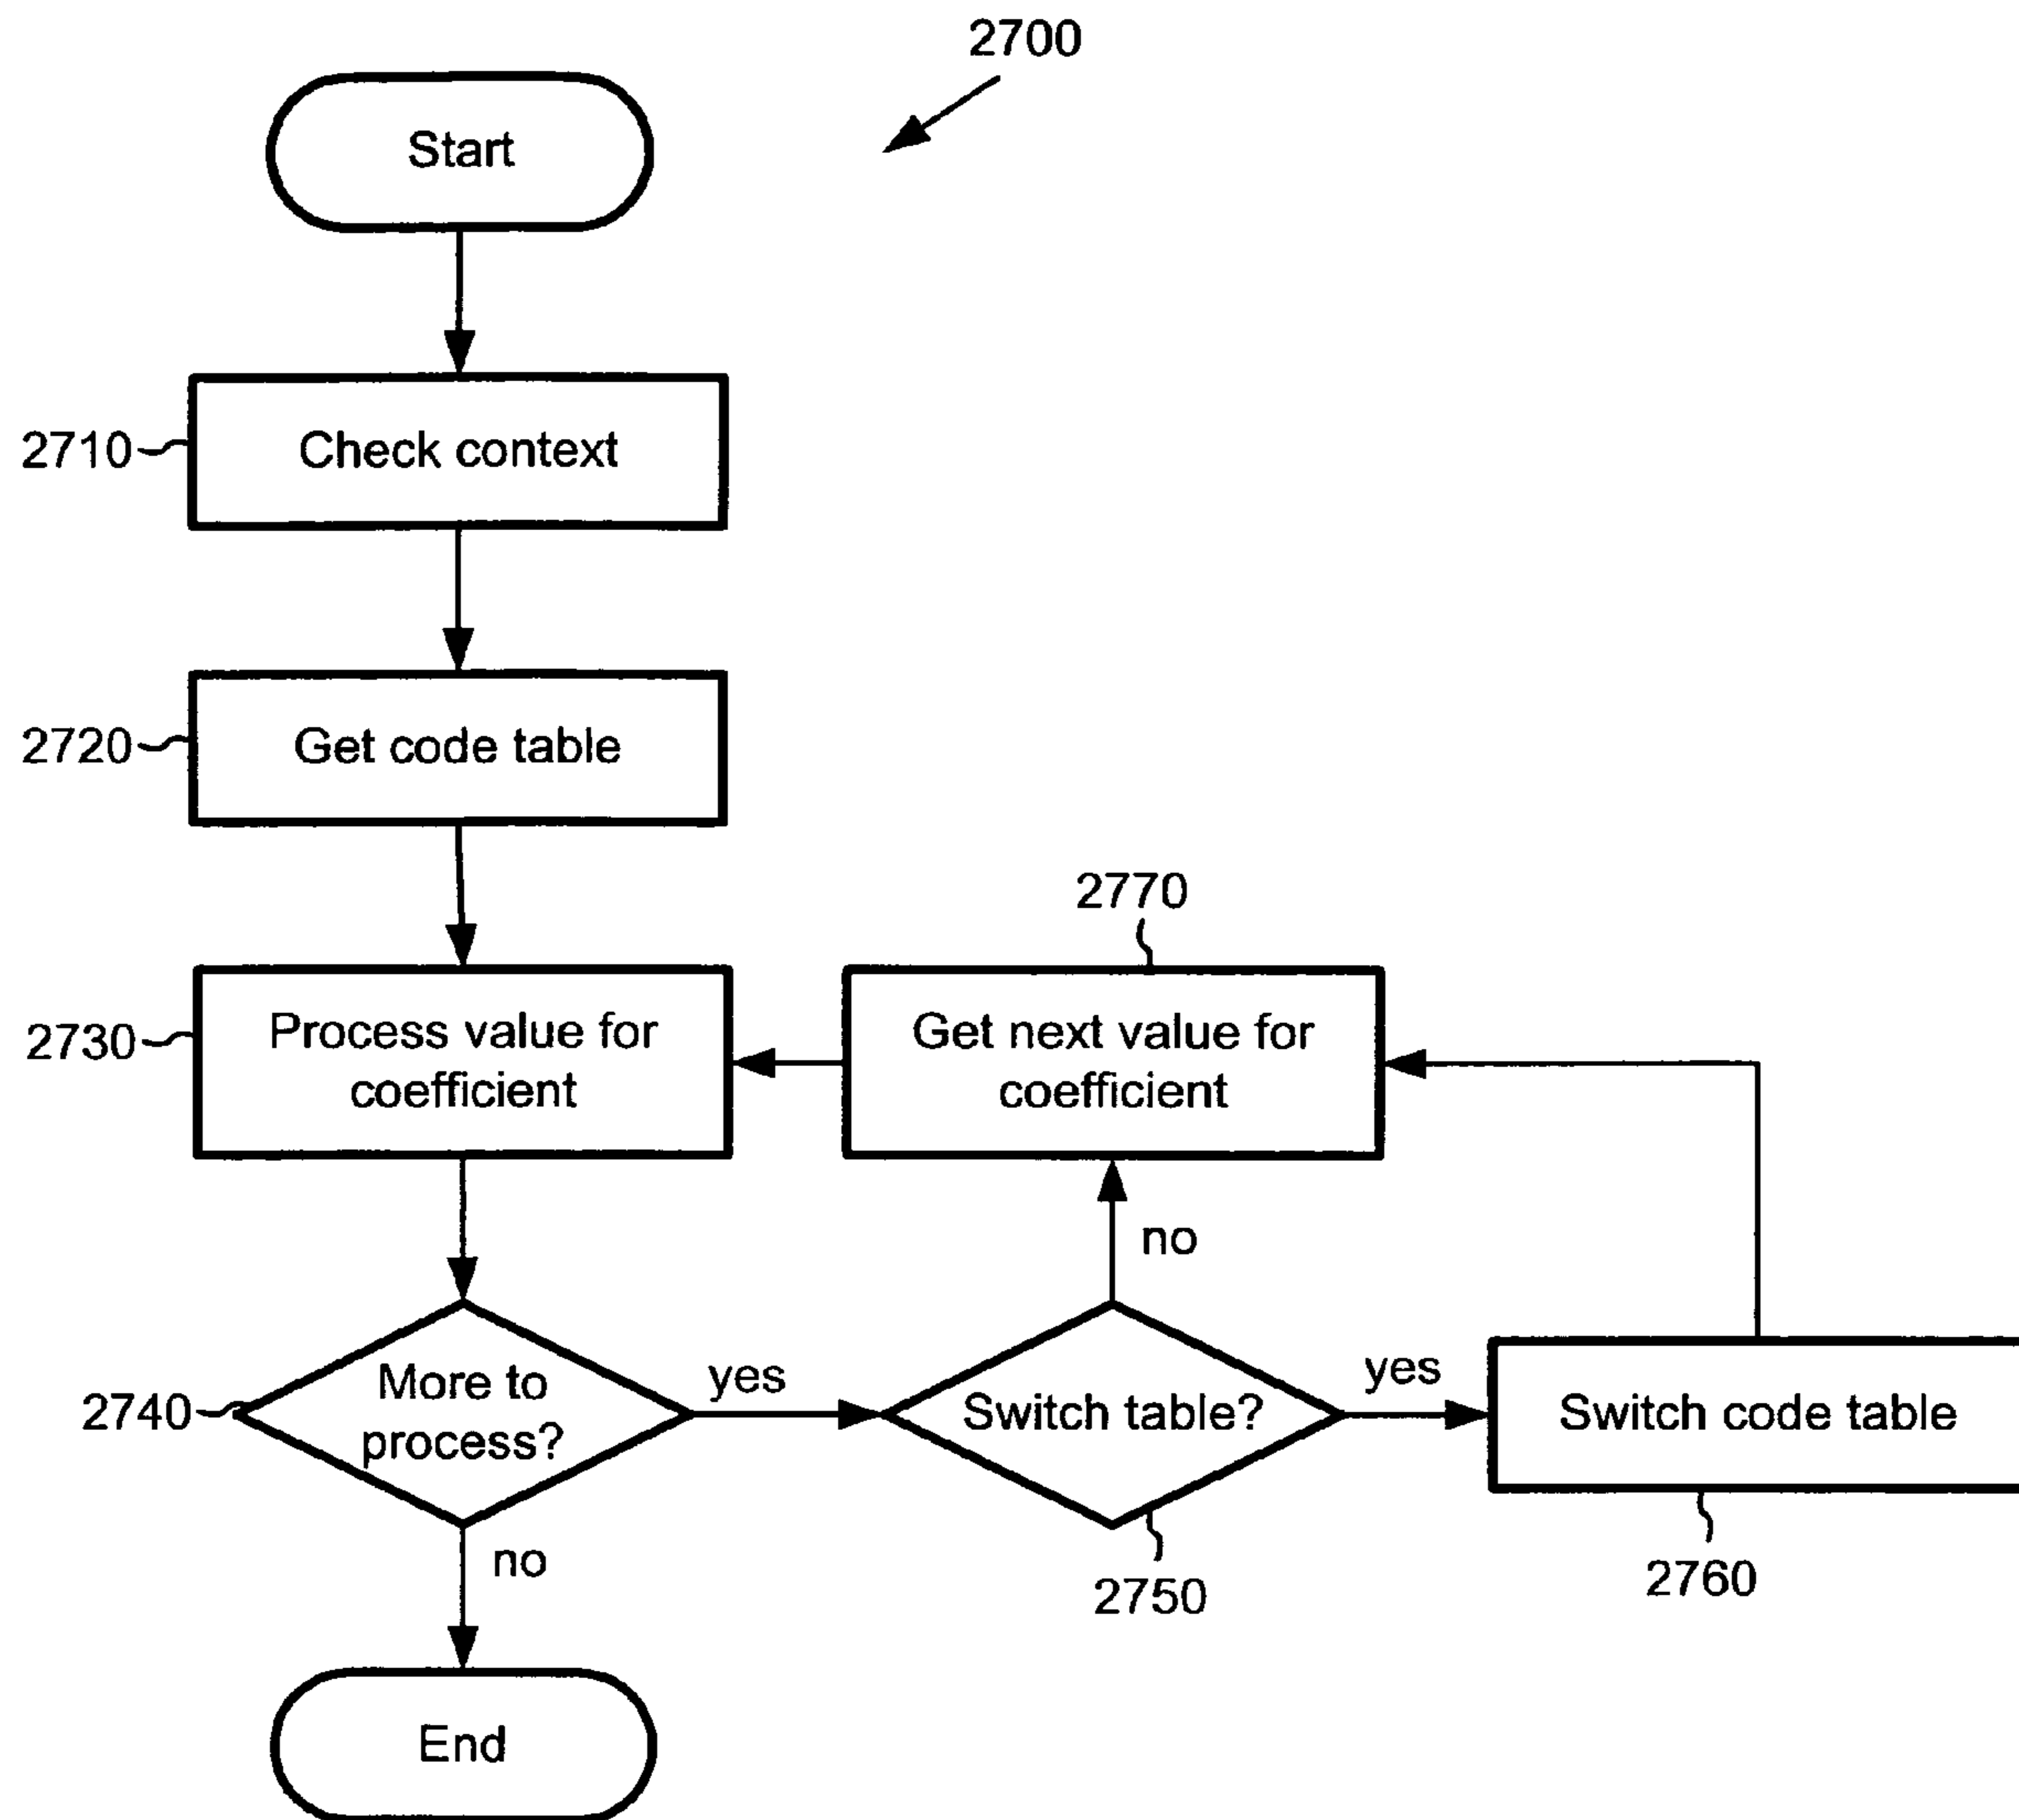 2700
Start
2710
Check context
2720
Get code table
2770
2730
Process value for
coefficient
Get next value for
coefficient
no
2740
More to
process?
yes
Switch table?
yes
Switch code table
no
2750
2760
End